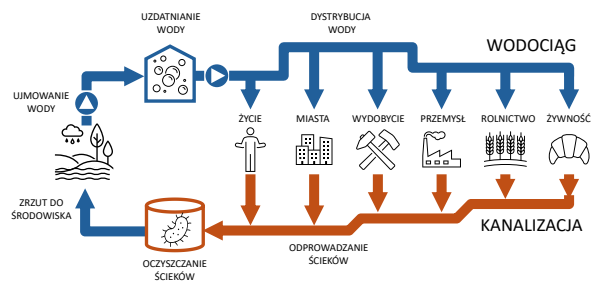 UZDATNIANIE
WODY
DYSTRYBUCJA
WODY
WODOCIĄG
UJMOWANIE
WODY
ŻYCIE
MIASTA
WYDOBYCIE
PRZEMYSŁ
ROLNICTWO
ŻYWNOŚĆ
ZRZUT DO
ŚRODOWISKA
KANALIZACJA
ODPROWADZANIE
ŚCIEKÓW
OCZYSZCZANIE
ŚCIEKÓW